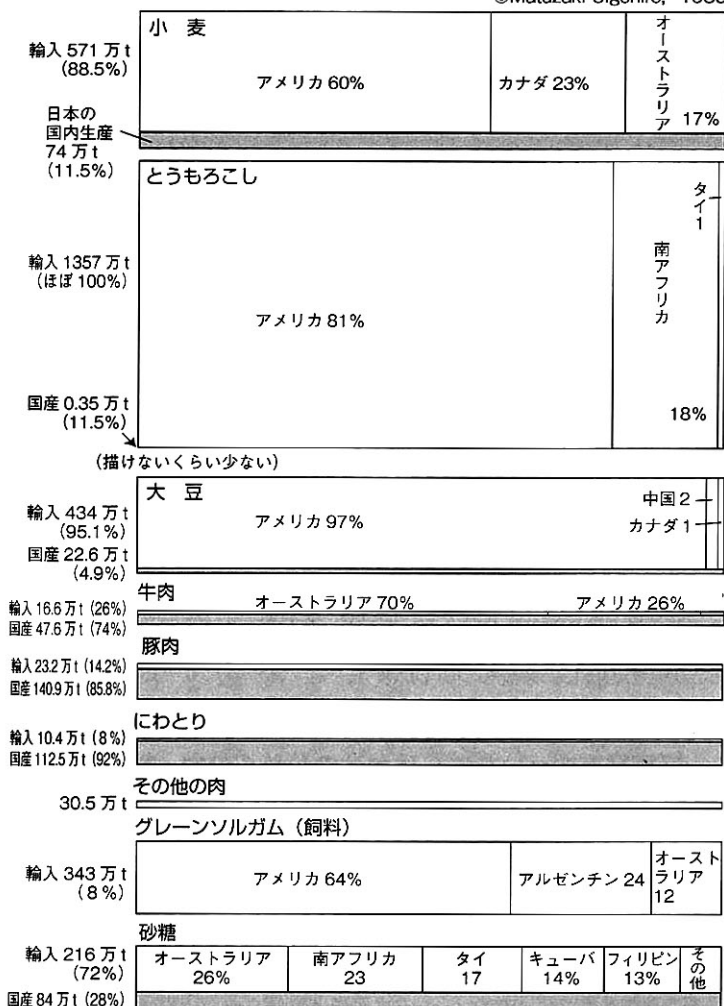 小麦
輸入 571 万 t
(88.5%)
アメリカ 60%
カナダ 23%
オーストラリア
17%
日本の
国内生産
74 万 t
(11.5%)
とうもろこし
輸入 1357 万 t
(ほぼ 100%)
アメリカ 81%
南アフリカ
18%
タイ
1
国産 0.35 万 t
(11.5%)
(描けないくらい少ない)
大豆
輸入 434 万 t
(95.1%)
アメリカ 97%
中国 2
カナダ 1
国産 22.6 万 t
(4.9%)
牛肉
輸入 16.6 万 t (26%)
オーストラリア 70%
アメリカ 26%
国産 47.6 万 t (74%)
豚肉
輸入 23.2 万 t (14.2%)
国産 140.9 万 t (85.8%)
にわとり
輸入 10.4 万 t (8%)
国産 112.5 万 t (92%)
その他の肉
30.5 万 t
グレーンソルガム (飼料)
輸入 343 万 t
(8%)
アメリカ 64%
アルゼンチン 24
オースト
ラリア
12
砂糖
輸入 216 万 t
(72%)
オーストラリア
26%
南アフリカ
23
タイ
17
キューバ
14%
フィリピン
13%
その他
国産 84 万 t (28%)